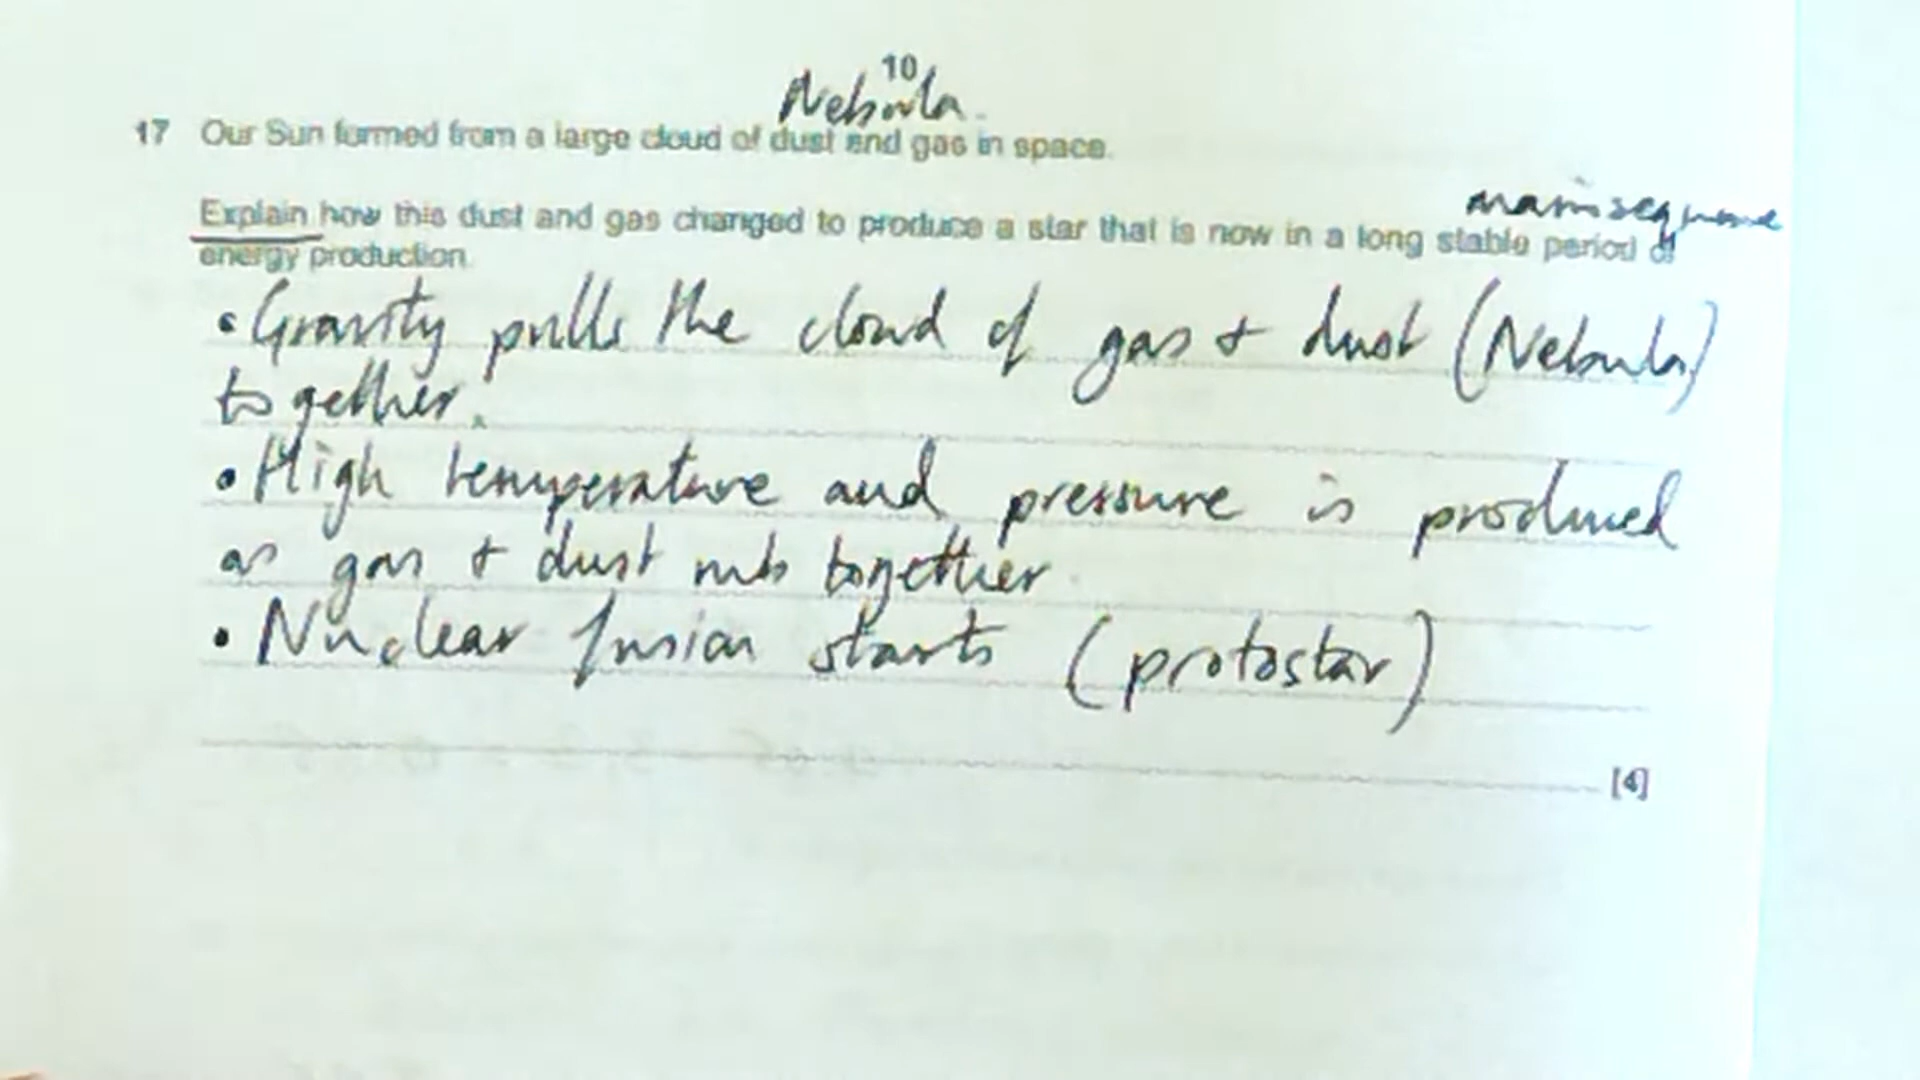 10
Nebula.
17 Our Sun formed from a large cloud of dust and gas in space.
main sequence
Explain how this dust and gas changed to produce a star that is now in a long stable period of
energy production.
• Gravity pulls the cloud of gas + dust (Nebula)
together.
• High temperature and pressure is produced
as gas + dust rub together
• Nuclear fusion starts (protostar)
[4]